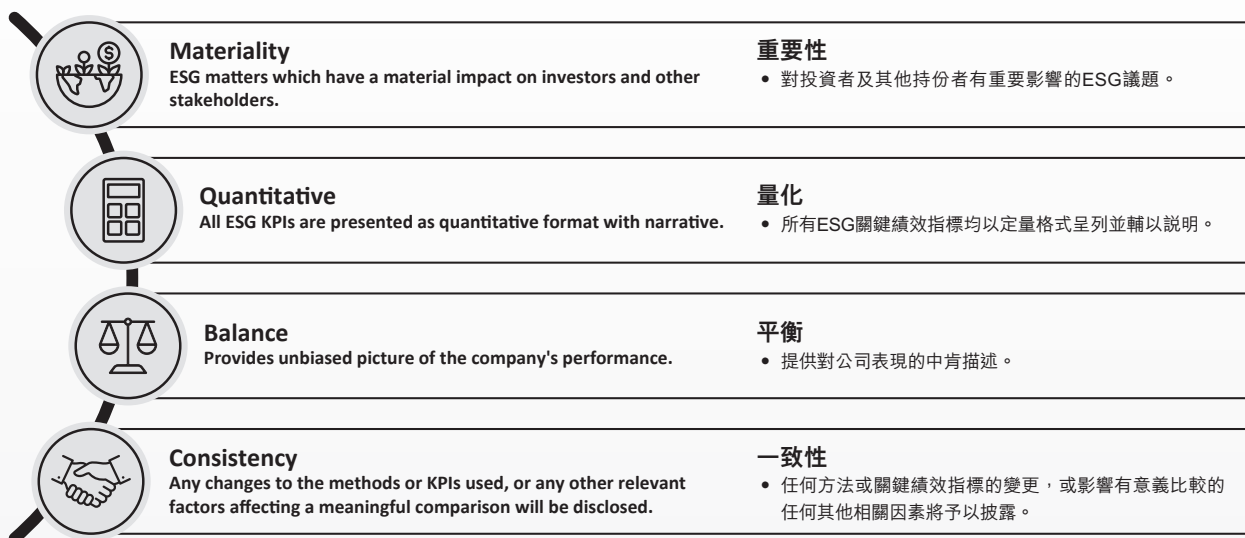 Materiality
ESG matters which have a material impact on investors and other
stakeholders.
重要性
• 對投資者及其他持份者有重要影響的ESG議題。
Quantitative
All ESG KPIs are presented as quantitative format with narrative.
量化
• 所有ESG關鍵績效指標均以定量格式呈列並輔以説明。
Balance
Provides unbiased picture of the company's performance.
平衡
• 提供對公司表現的中肯描述。
Consistency
Any changes to the methods or KPIs used, or any other relevant
factors affecting a meaningful comparison will be disclosed.
一致性
• 任何方法或關鍵績效指標的變更，或影響有意義比較的
任何其他相關因素將予以披露。